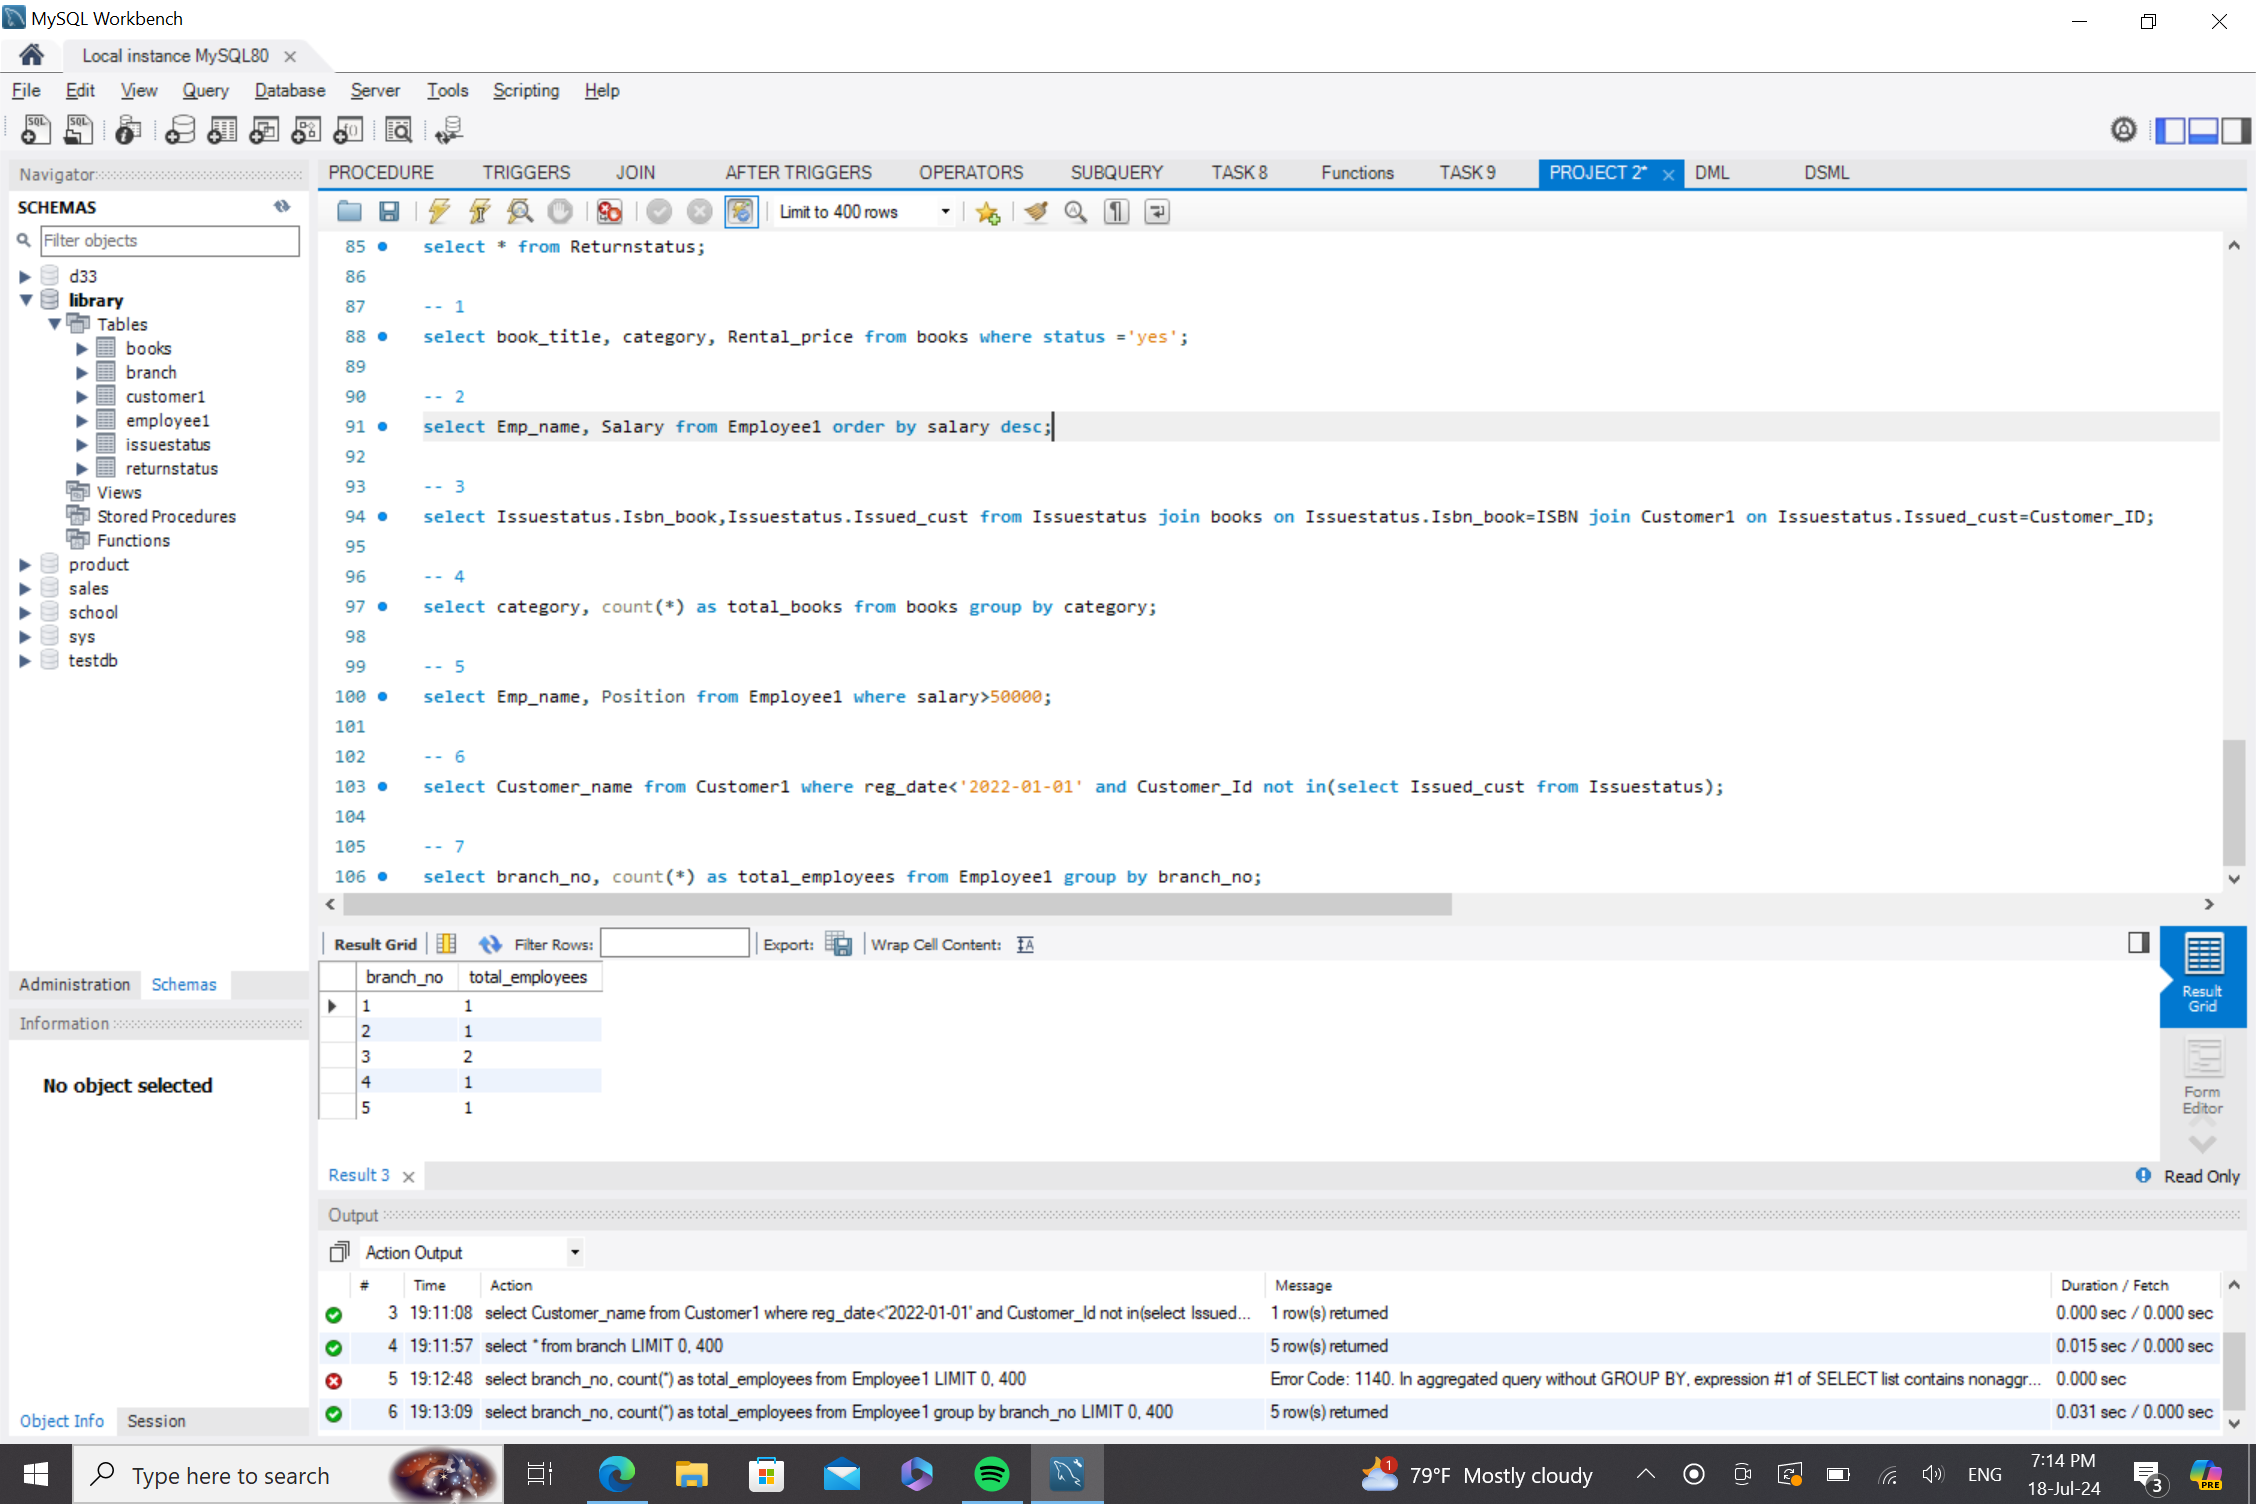 MySQL Workbench
Local instance MySQL80
File Edit View Query Database Server Tools Scripting Help
Navigator
SCHEMAS
Filter objects
d33
library
Tables
books
branch
customer1
employee1
issuestatus
returnstatus
Views
Stored Procedures
Functions
product
sales
school
sys
testdb
Administration Schemas
Information
No object selected
Object Info Session
PROCEDURE TRIGGERS JOIN AFTER TRIGGERS OPERATORS SUBQUERY TASK 8 Functions TASK 9 PROJECT 2* DML DSML
Limit to 400 rows
85 select * from Returnstatus;
86
87 -- 1
88 select book_title, category, Rental_price from books where status ='yes';
89
90 -- 2
91 select Emp_name, Salary from Employee1 order by salary desc;
92
93 -- 3
94 select Issuestatus.Isbn_book,Issuestatus.Issued_cust from Issuestatus join books on Issuestatus.Isbn_book=ISBN join Customer1 on Issuestatus.Issued_cust=Customer_ID;
95
96 -- 4
97 select category, count(*) as total_books from books group by category;
98
99 -- 5
100 select Emp_name, Position from Employee1 where salary>50000;
101
102 -- 6
103 select Customer_name from Customer1 where reg_date<'2022-01-01' and Customer_Id not in(select Issued_cust from Issuestatus);
104
105 -- 7
106 select branch_no, count(*) as total_employees from Employee1 group by branch_no;
Result Grid Filter Rows: Export: Wrap Cell Content:
branch_no total_employees
1 1
2 1
3 2
4 1
5 1
Result Grid
Form Editor
Result 3
Read Only
Output
Action Output
# Time Action Message Duration / Fetch
3 19:11:08 select Customer_name from Customer1 where reg_date<'2022-01-01' and Customer_Id not in(select Issued... 1 row(s) returned 0.000 sec / 0.000 sec
4 19:11:57 select * from branch LIMIT 0, 400 5 row(s) returned 0.015 sec / 0.000 sec
5 19:12:48 select branch_no, count(*) as total_employees from Employee1 LIMIT 0, 400 Error Code: 1140. In aggregated query without GROUP BY, expression #1 of SELECT list contains nonaggr... 0.000 sec
6 19:13:09 select branch_no, count(*) as total_employees from Employee1 group by branch_no LIMIT 0, 400 5 row(s) returned 0.031 sec / 0.000 sec
Type here to search
1
79°F Mostly cloudy
ENG
7:14 PM
18-Jul-24
3
PRE